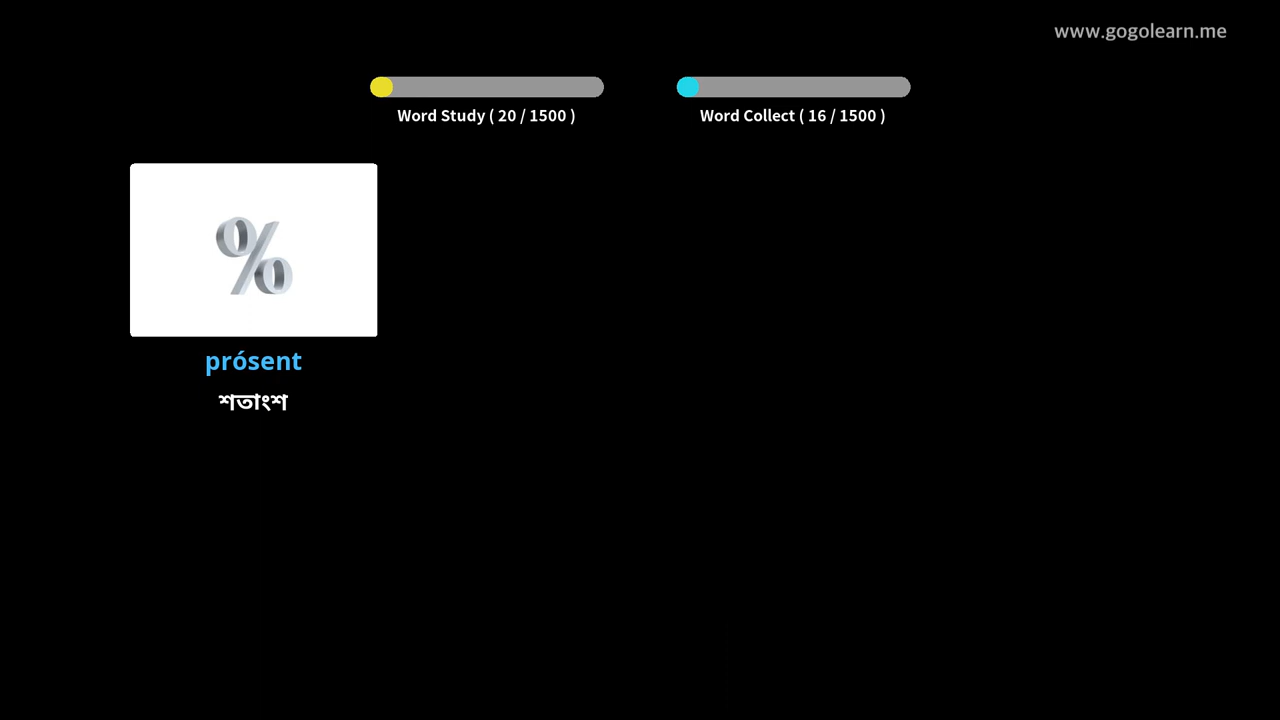 www.gogolearn.me
Word Study ( 20 / 1500 )
Word Collect ( 16 / 1500 )
%
prósent
শতাংশ